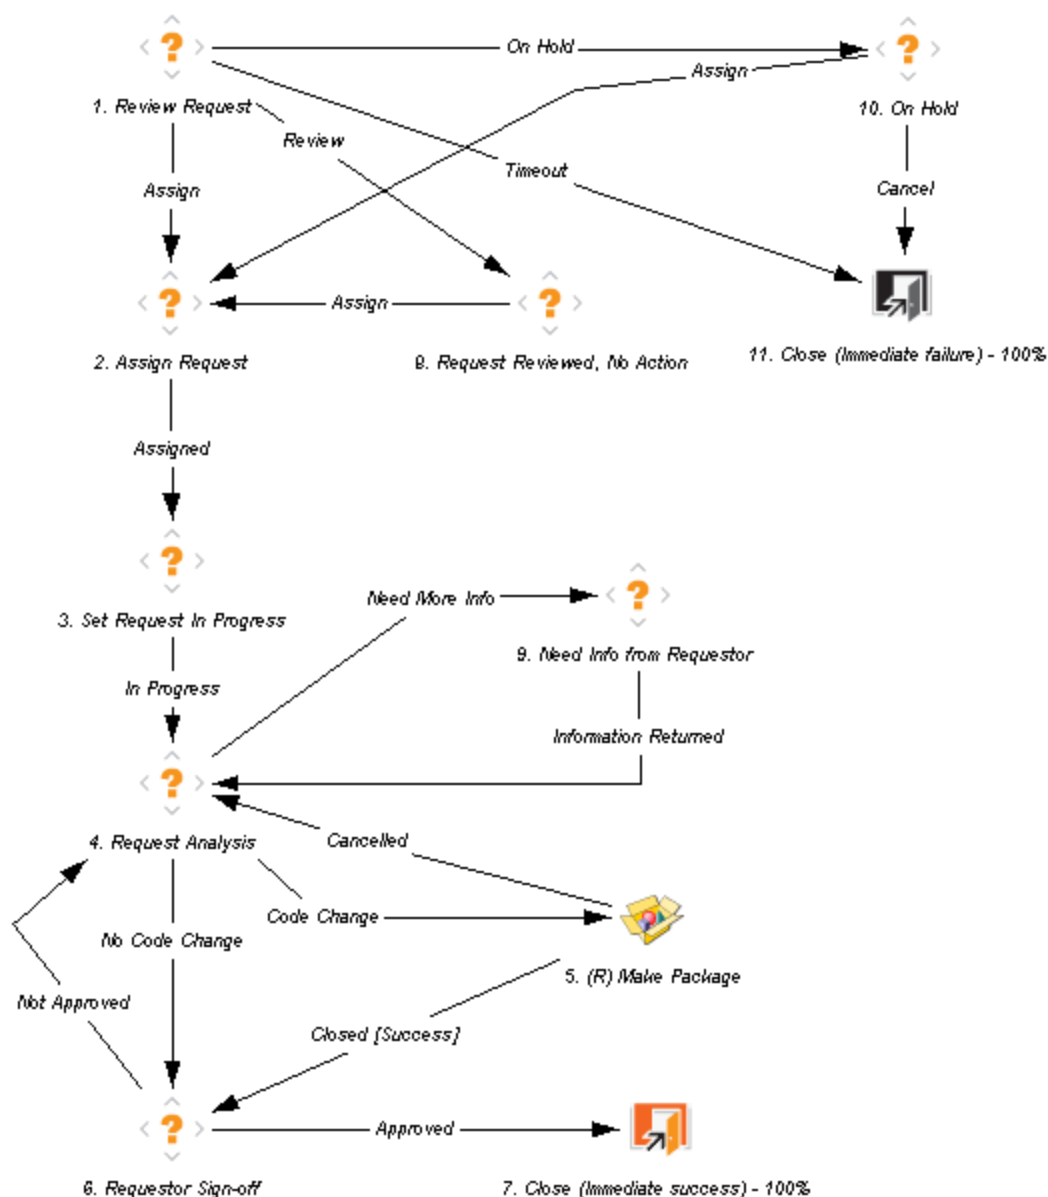 On Hold
Assign
1. Review Request
10. On Hold
Review
Timeout
Assign
Cancel
Assign
2. Assign Request
8. Request Reviewed, No Action
11. Close (Immediate failure) - 100%
Assigned
Need More Info
3. Set Request In Progress
9. Need Info from Requestor
In Progress
Information Returned
4. Request Analysis
Cancelled
Code Change
No Code Change
5. (R) Make Package
Not Approved
Closed [Success]
Approved
6. Requestor Sign-off
7. Close (Immediate success) - 100%